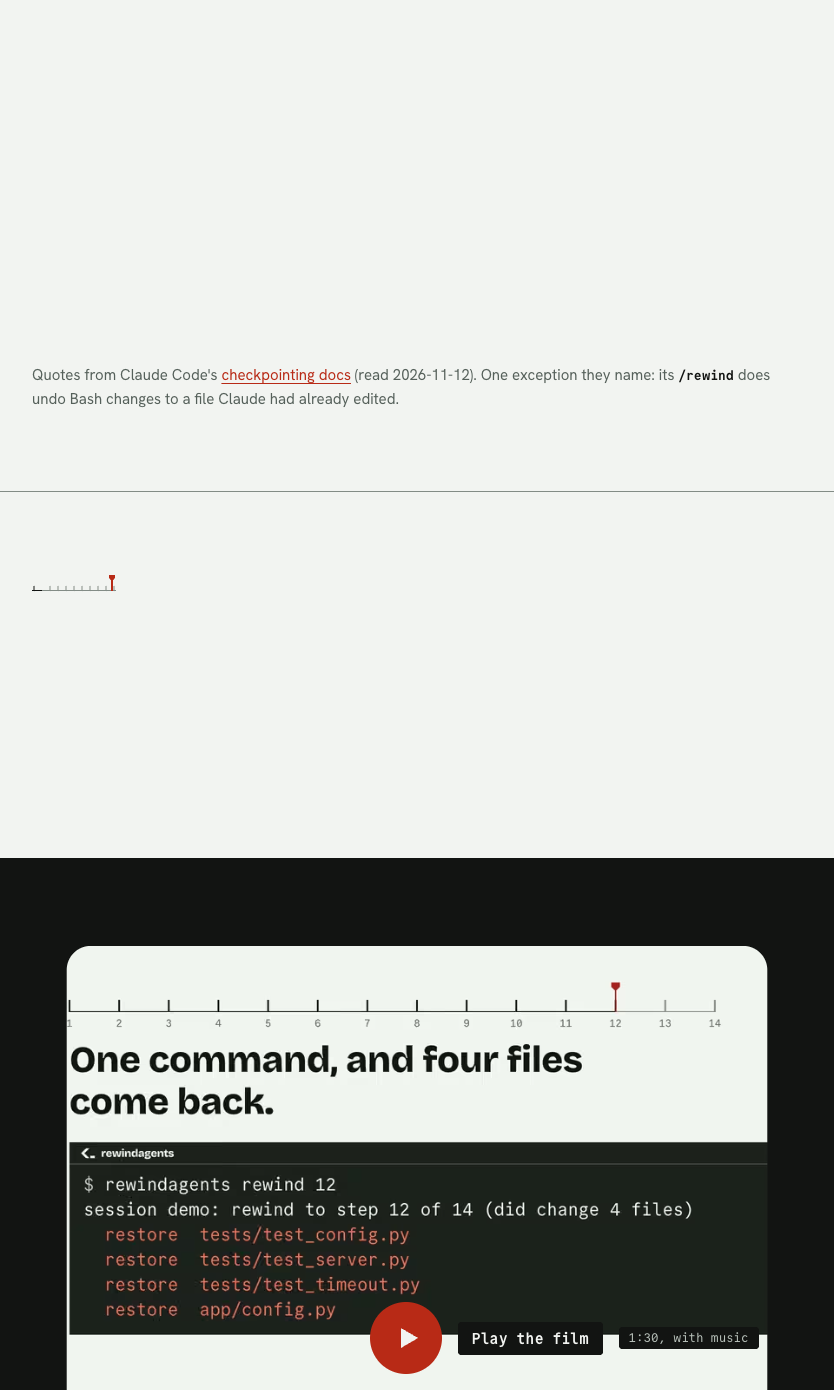 Quotes from Claude Code's checkpointing docs (read 2026-11-12). One exception they name: its /rewind does
undo Bash changes to a file Claude had already edited.
1 2 3 4 5 6 7 8 9 10 11 12 13 14
One command, and four files
come back.
rewindagents
$ rewindagents rewind 12
session demo: rewind to step 12 of 14 (did change 4 files)
restore tests/test_config.py
restore tests/test_server.py
restore tests/test_timeout.py
restore app/config.py
Play the film
1:30, with music